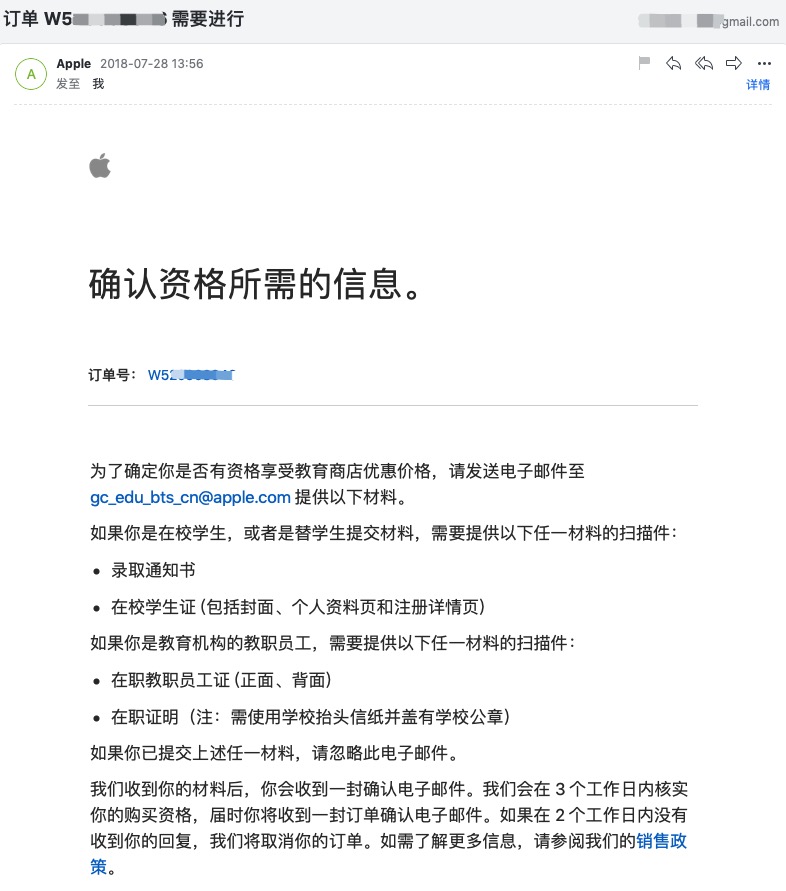 订单 W5 需要进行
gmail.com
A
Apple 2018-07-28 13:56
发至 我
详情
确认资格所需的信息。
订单号： W52
为了确定你是否有资格享受教育商店优惠价格，请发送电子邮件至
gc_edu_bts_cn@apple.com 提供以下材料。
如果你是在校学生，或者是替学生提交材料，需要提供以下任一材料的扫描件：
• 录取通知书
• 在校学生证 (包括封面、个人资料页和注册详情页)
如果你是教育机构的教职员工，需要提供以下任一材料的扫描件：
• 在职教职员工证 (正面、背面)
• 在职证明（注：需使用学校抬头信纸并盖有学校公章）
如果你已提交上述任一材料，请忽略此电子邮件。
我们收到你的材料后，你会收到一封确认电子邮件。我们会在 3 个工作日内核实
你的购买资格，届时你将收到一封订单确认电子邮件。如果在 2 个工作日内没有
收到你的回复，我们将取消你的订单。如需了解更多信息，请参阅我们的销售政
策。